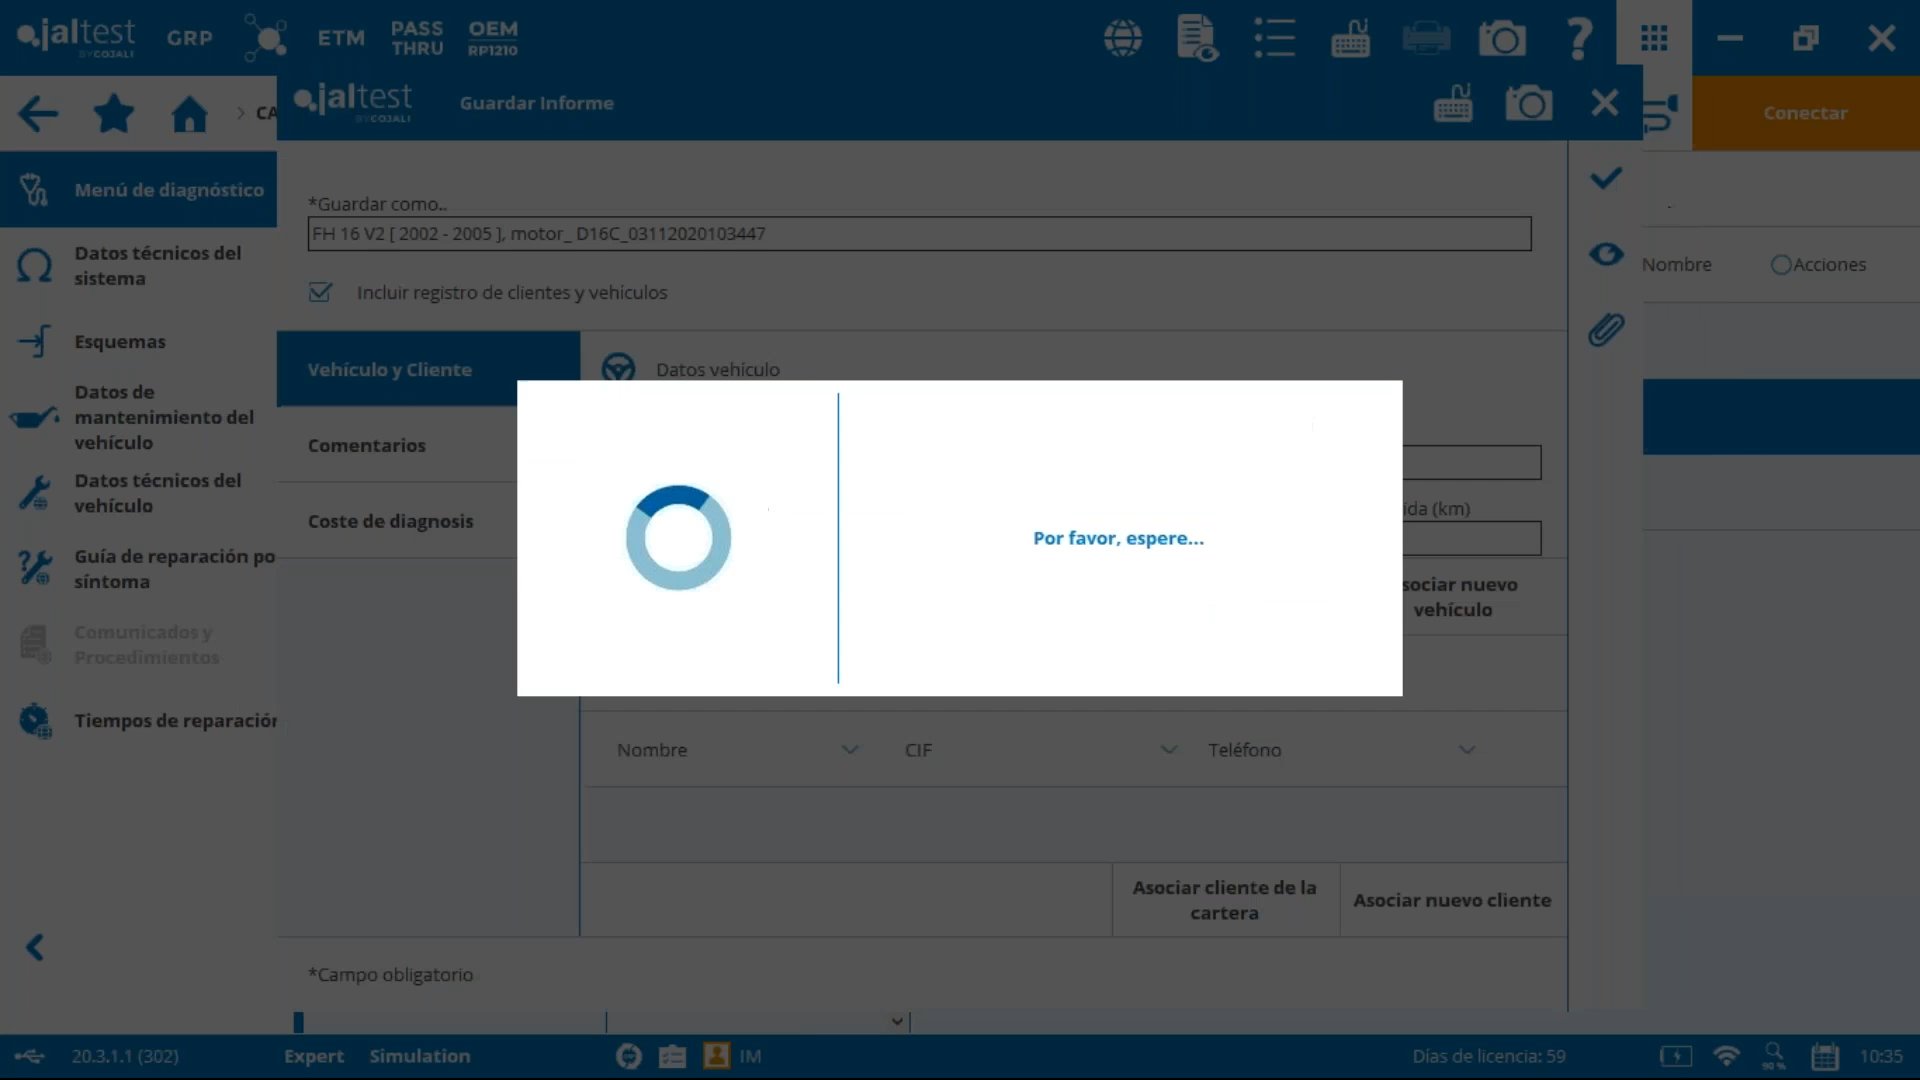 jaltest
BY COJALI
GRP
ETM
PASS
THRU
OEM
RP1210
> CA
jaltest
BY COJALI
Guardar Informe
Conectar
Menú de diagnóstico
Datos técnicos del
sistema
Esquemas
Datos de
mantenimiento del
vehículo
Datos técnicos del
vehículo
Guía de reparación po
síntoma
Comunicados y
Procedimientos
Tiempos de reparación
*Guardar como..
FH 16 V2 [ 2002 - 2005 ], motor_ D16C_03112020103447
Incluir registro de clientes y vehículos
Vehículo y Cliente
Comentarios
Coste de diagnosis
Datos vehículo
ida (km)
sociar nuevo
vehículo
Por favor, espere...
Nombre
CIF
Teléfono
Asociar cliente de la
cartera
Asociar nuevo cliente
*Campo obligatorio
Nombre
Acciones
20.3.1.1 (302)
Expert
Simulation
IM
Días de licencia: 59
90 %
10:35